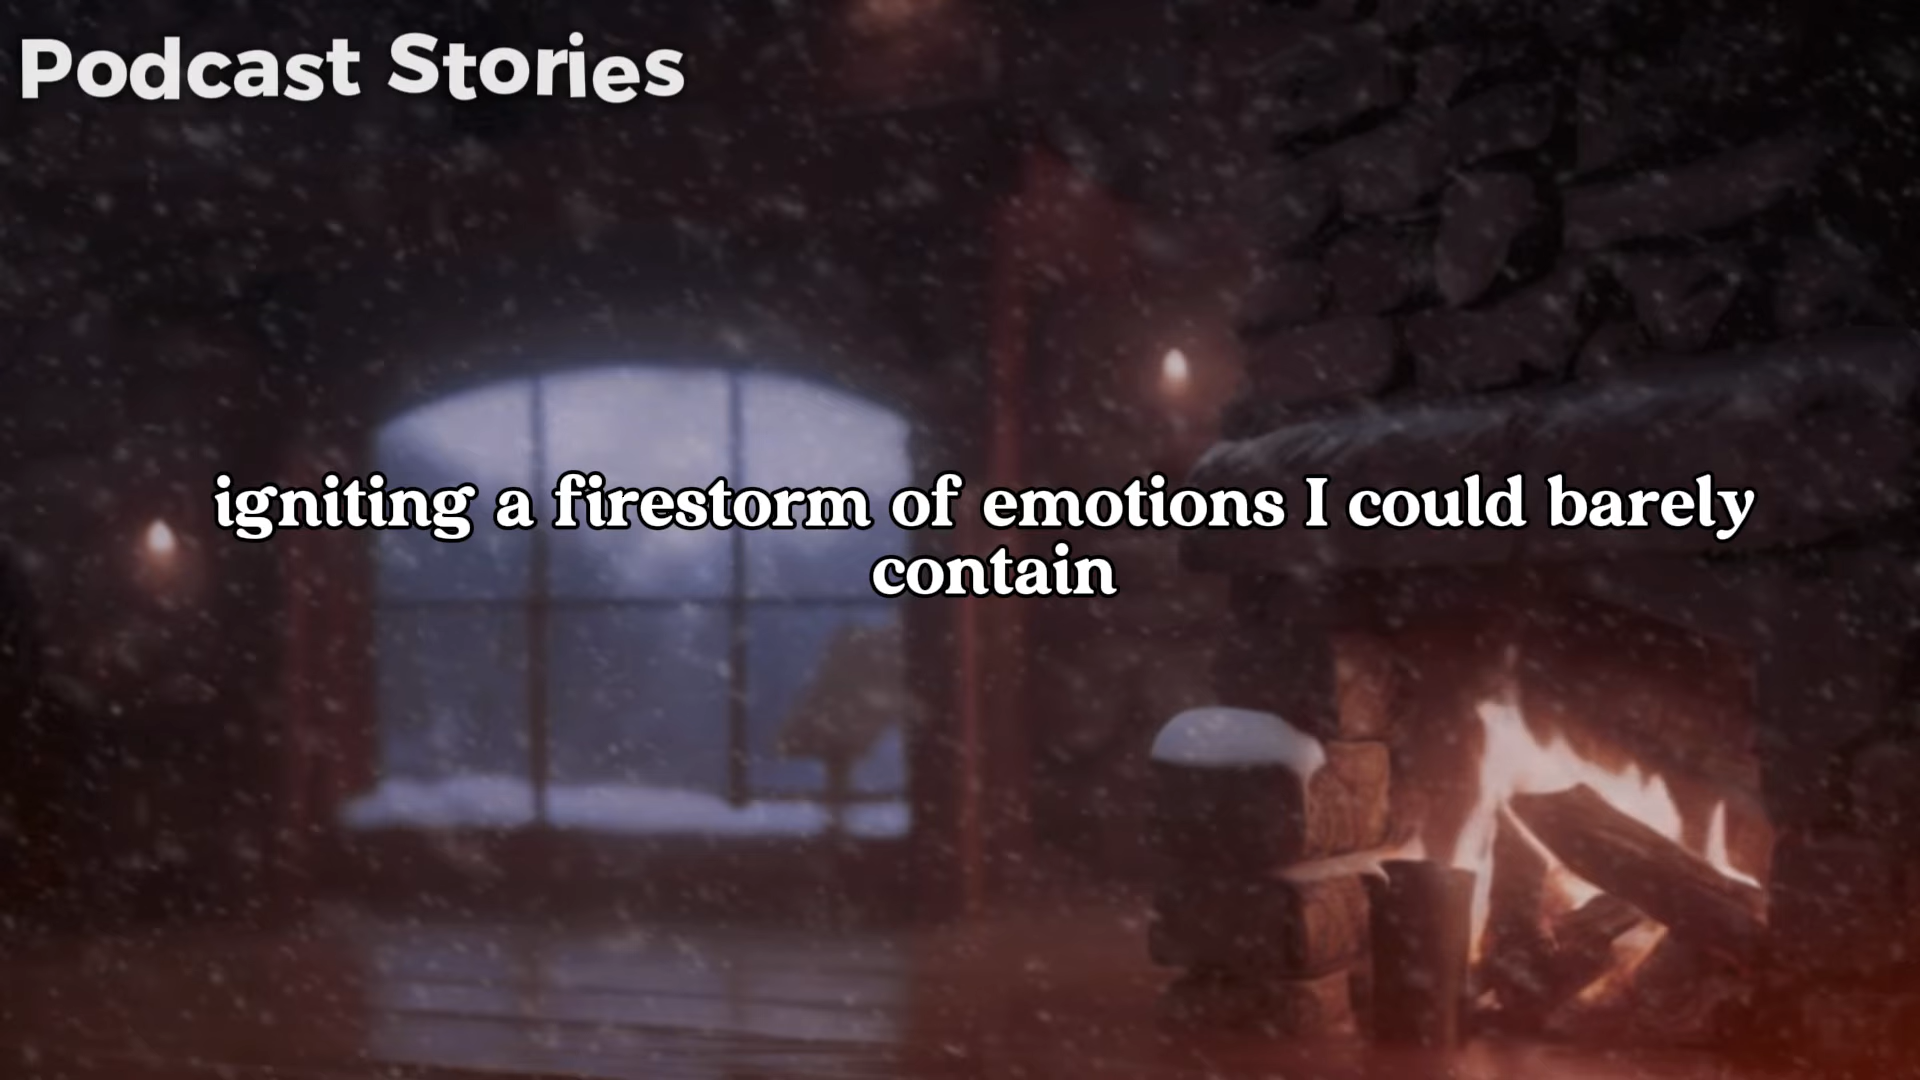 Podcast Stories
igniting a firestorm of emotions I could barely
contain